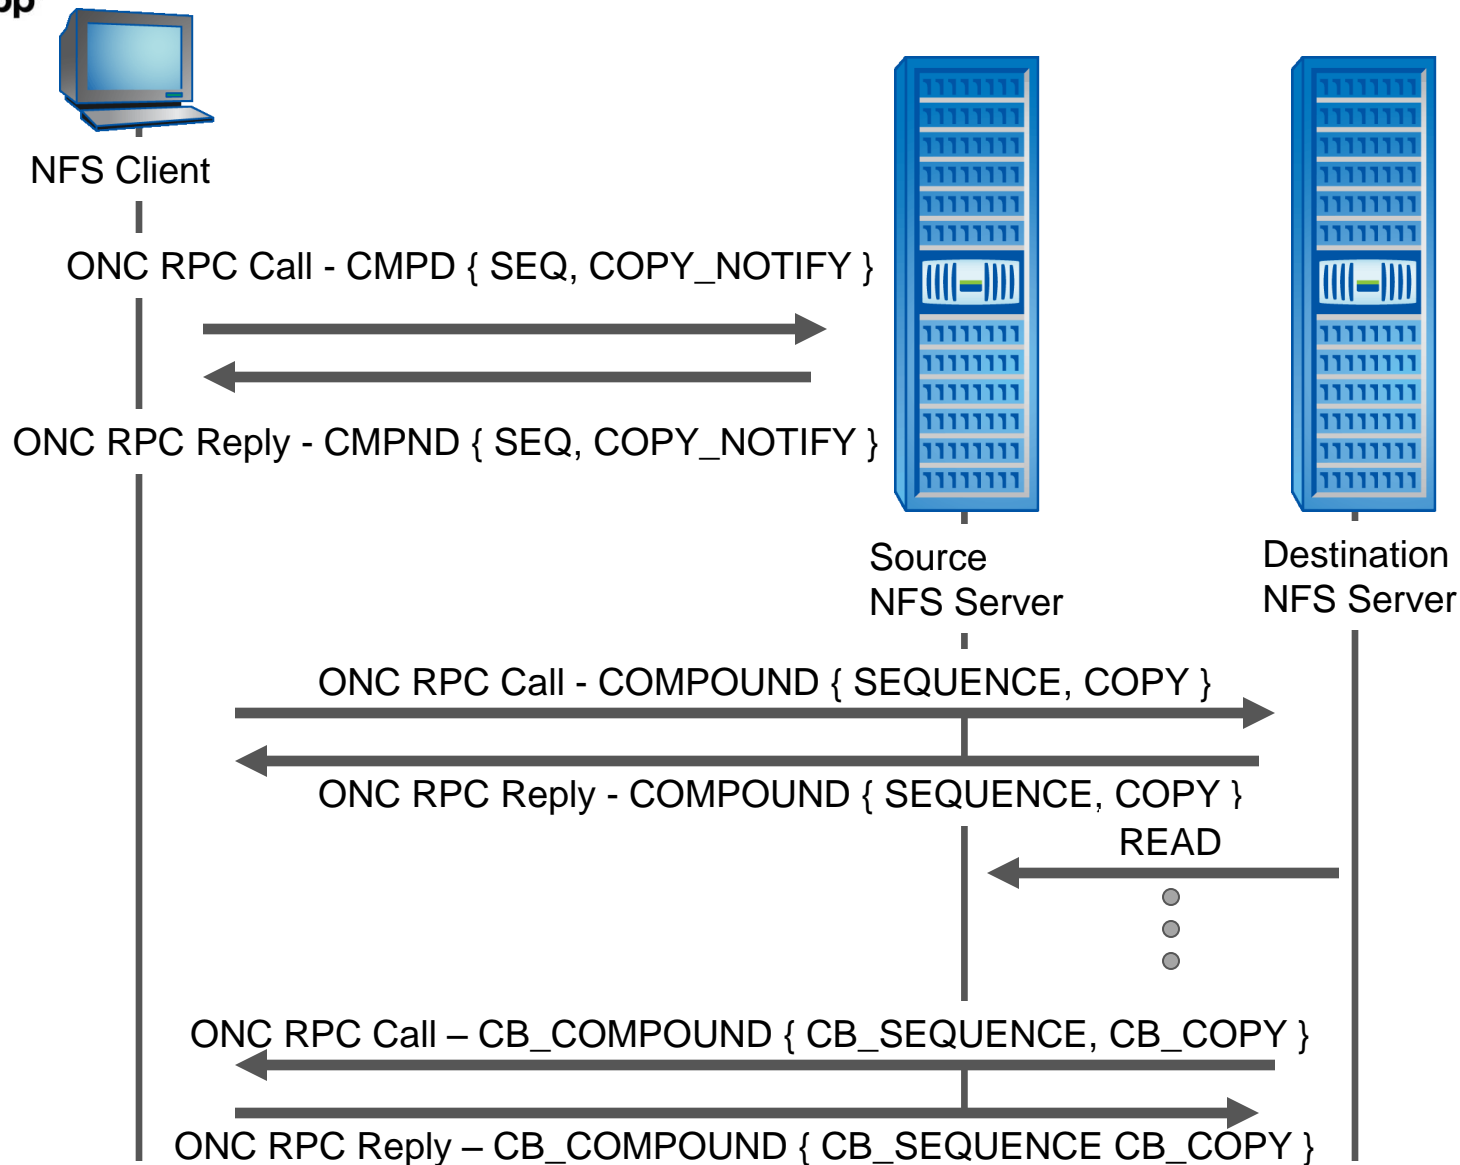 NFS Client
ONC RPC Call - CMPD { SEQ, COPY_NOTIFY }
ONC RPC Reply - CMPND { SEQ, COPY_NOTIFY }
Source
NFS Server
Destination
NFS Server
ONC RPC Call - COMPOUND { SEQUENCE, COPY }
ONC RPC Reply - COMPOUND { SEQUENCE, COPY }
READ
ONC RPC Call – CB_COMPOUND { CB_SEQUENCE, CB_COPY }
ONC RPC Reply – CB_COMPOUND { CB_SEQUENCE CB_COPY }